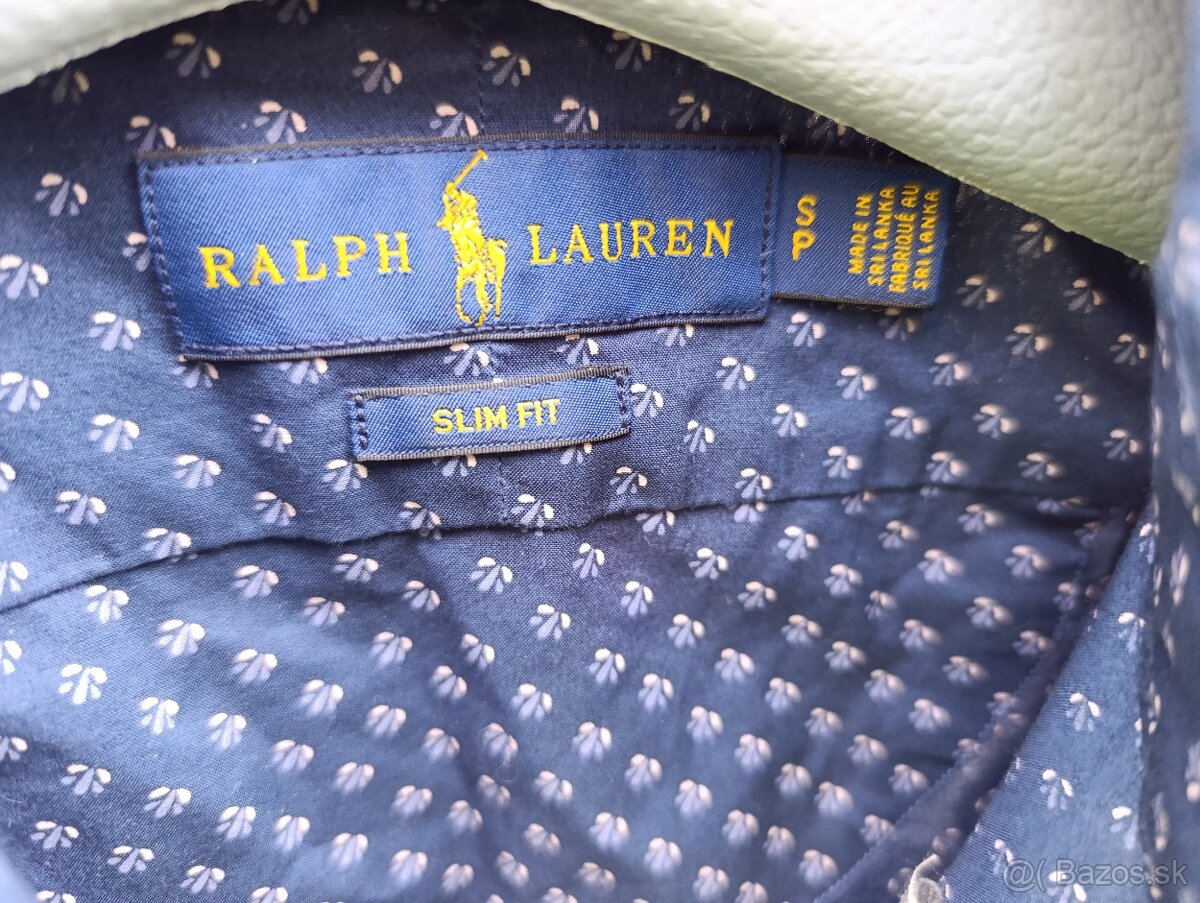 RALPH LAUREN
S
P
MADE IN
SRI LANKA
FABRIQUÉ AU
SRI LANKA
SLIM FIT
@( Bazos.sk